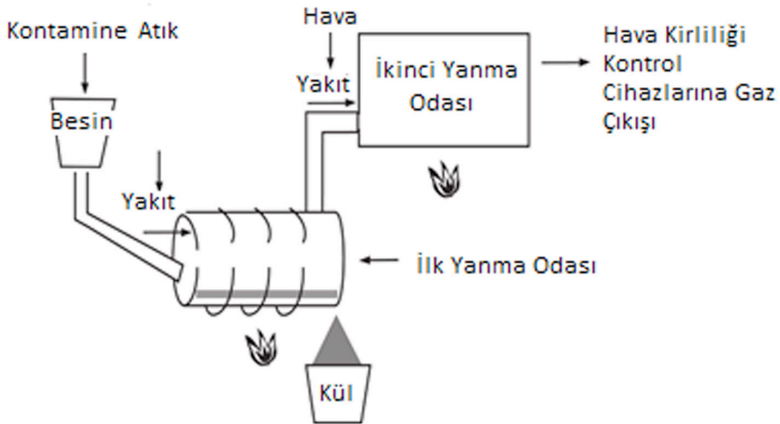 Kontamine Atık
Besin
Yakıt
Hava
Yakıt
İkinci Yanma
Odası
Hava Kirliliği
Kontrol
Cihazlarına Gaz
Çıkışı
İlk Yanma Odası
Kül